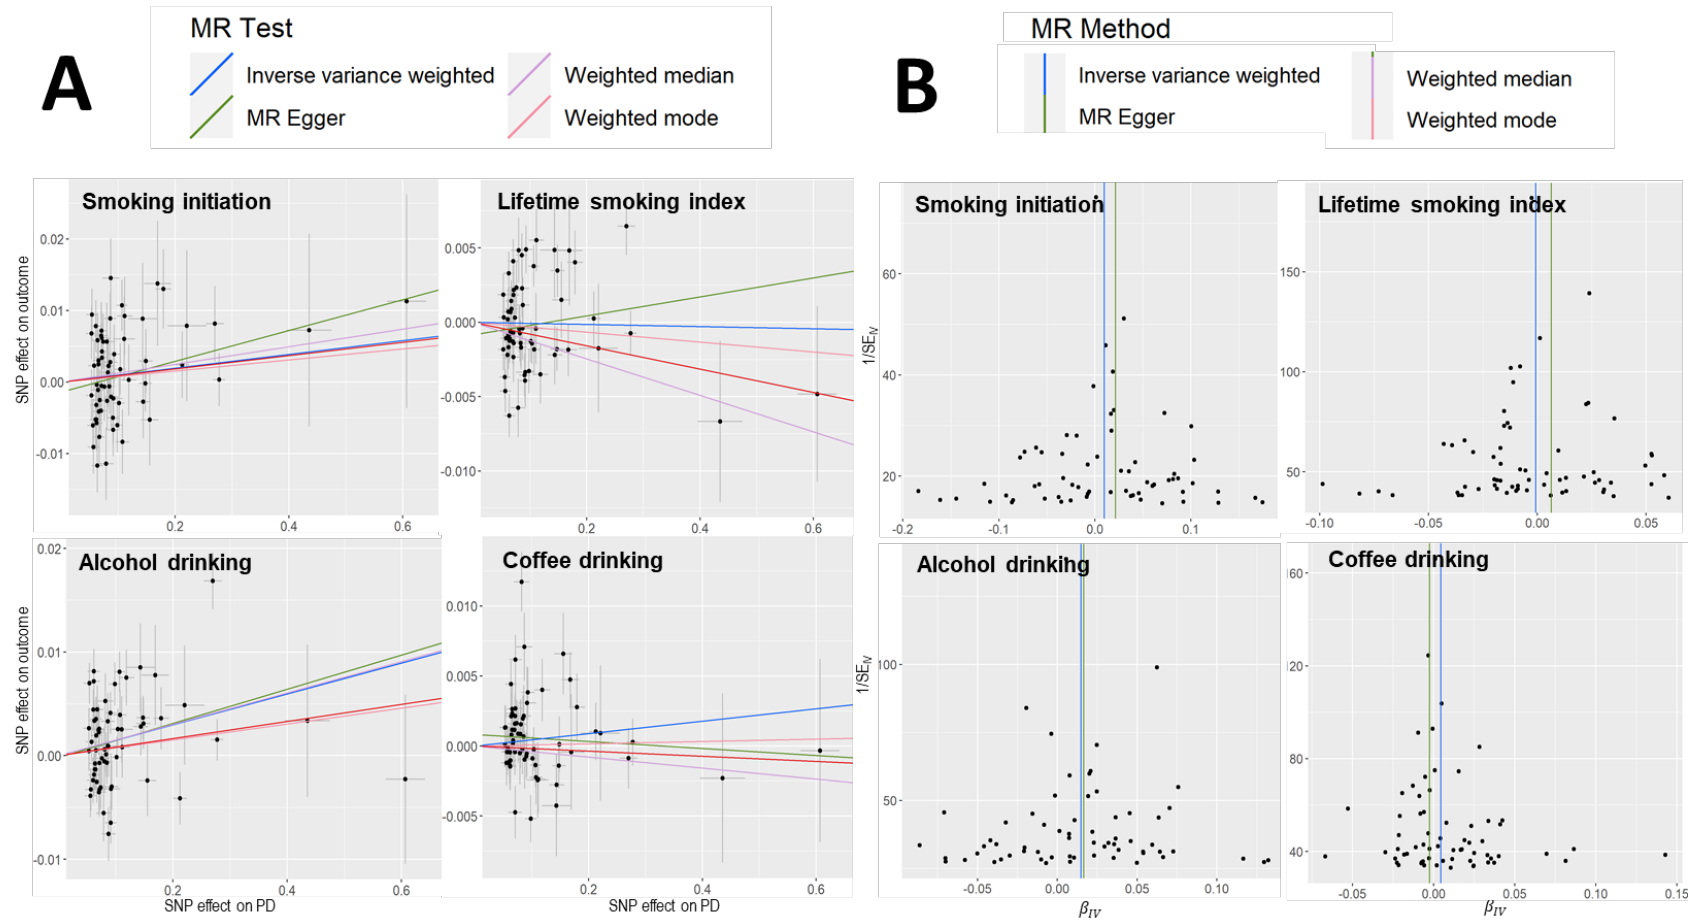 A
MR Test
Inverse variance weighted
Weighted median
MR Egger
Weighted mode
B
MR Method
Inverse variance weighted
Weighted median
MR Egger
Weighted mode
Smoking initiation
SNP effect on outcome
0.02
0.01
0.00
-0.01
0.2 0.4 0.6
Lifetime smoking index
0.005
0.000
-0.005
-0.010
0.2 0.4 0.6
Smoking initiation
1/SE_IV
60
40
20
-0.2 -0.1 0.0 0.1
Lifetime smoking index
150
100
50
-0.10 -0.05 0.00 0.05
Alcohol drinking
SNP effect on outcome
0.02
0.01
0.00
-0.01
0.2 0.4 0.6
SNP effect on PD
Coffee drinking
0.010
0.005
0.000
-0.005
0.2 0.4 0.6
SNP effect on PD
Alcohol drinking
1/SE_IV
100
50
-0.05 0.00 0.05 0.10
β_IV
Coffee drinking
160
120
80
40
-0.05 0.00 0.05 0.10 0.15
β_IV